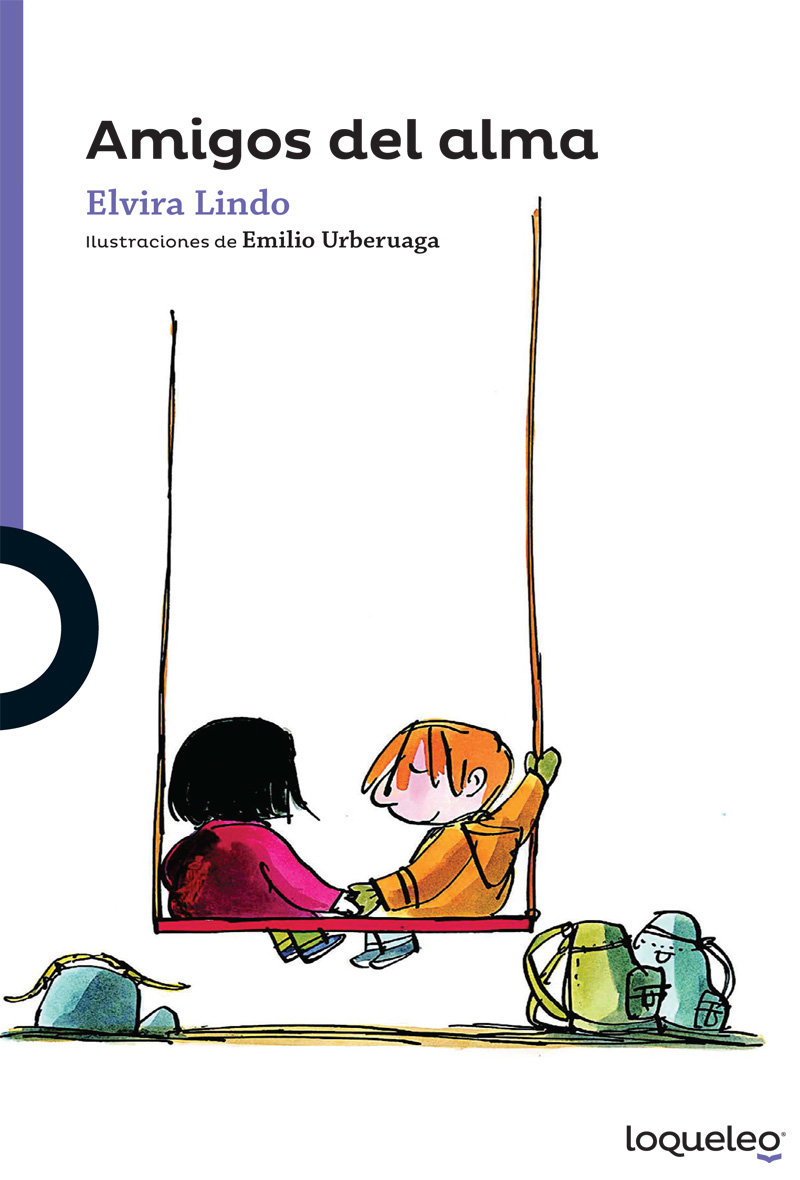 Amigos del alma
Elvira Lindo
Ilustraciones de Emilio Urberuaga
loqueleo®